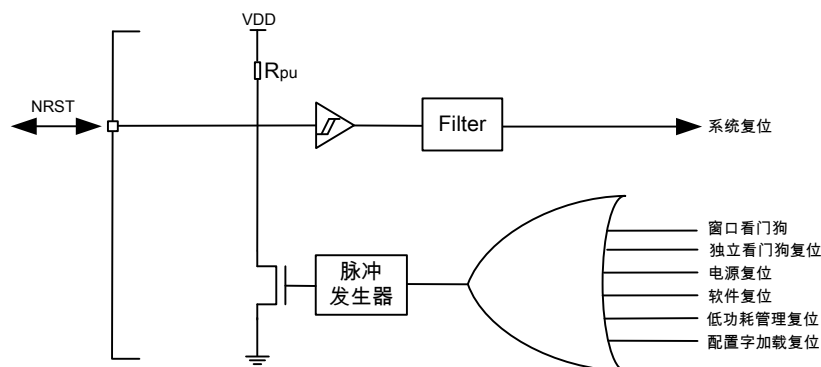 VDD
Rpu
NRST
Filter
系统复位
窗口看门狗
独立看门狗复位
电源复位
软件复位
低功耗管理复位
配置字加载复位
脉冲
发生器